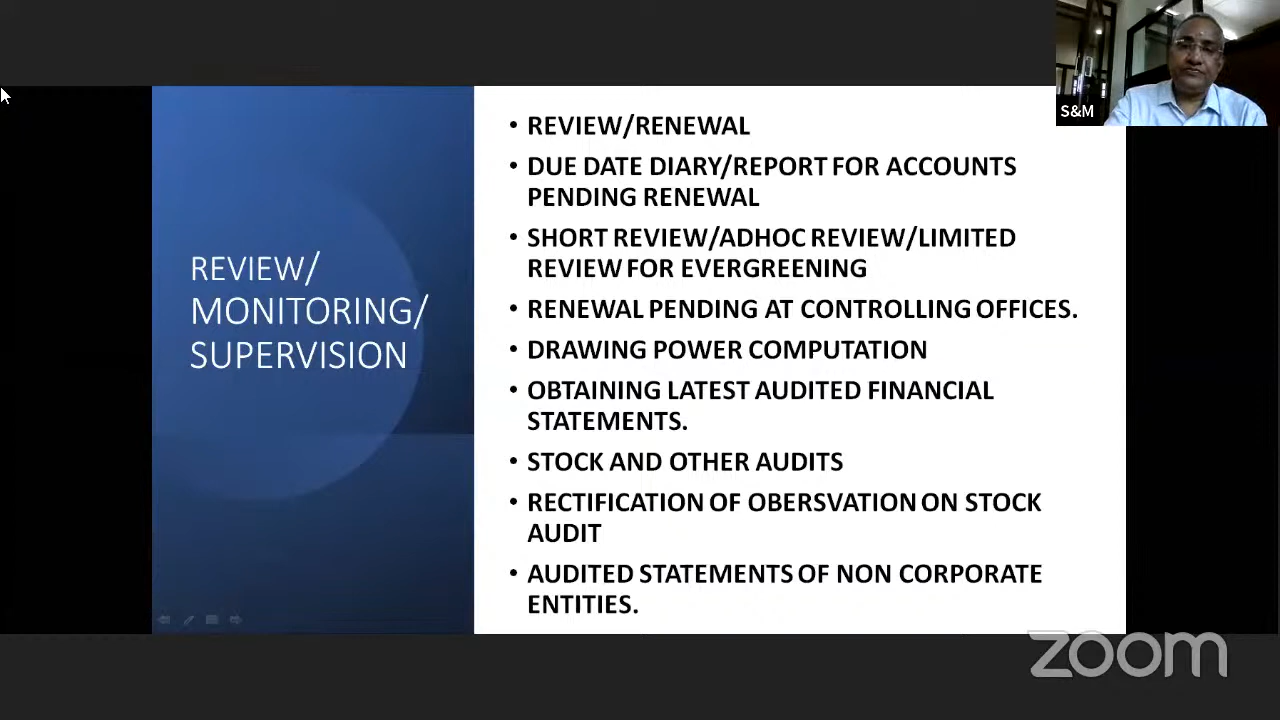 S&M
REVIEW/
MONITORING/
SUPERVISION
• REVIEW/RENEWAL
• DUE DATE DIARY/REPORT FOR ACCOUNTS
PENDING RENEWAL
• SHORT REVIEW/ADHOC REVIEW/LIMITED
REVIEW FOR EVERGREENING
• RENEWAL PENDING AT CONTROLLING OFFICES.
• DRAWING POWER COMPUTATION
• OBTAINING LATEST AUDITED FINANCIAL
STATEMENTS.
• STOCK AND OTHER AUDITS
• RECTIFICATION OF OBERSVATION ON STOCK
AUDIT
• AUDITED STATEMENTS OF NON CORPORATE
ENTITIES.
zoom